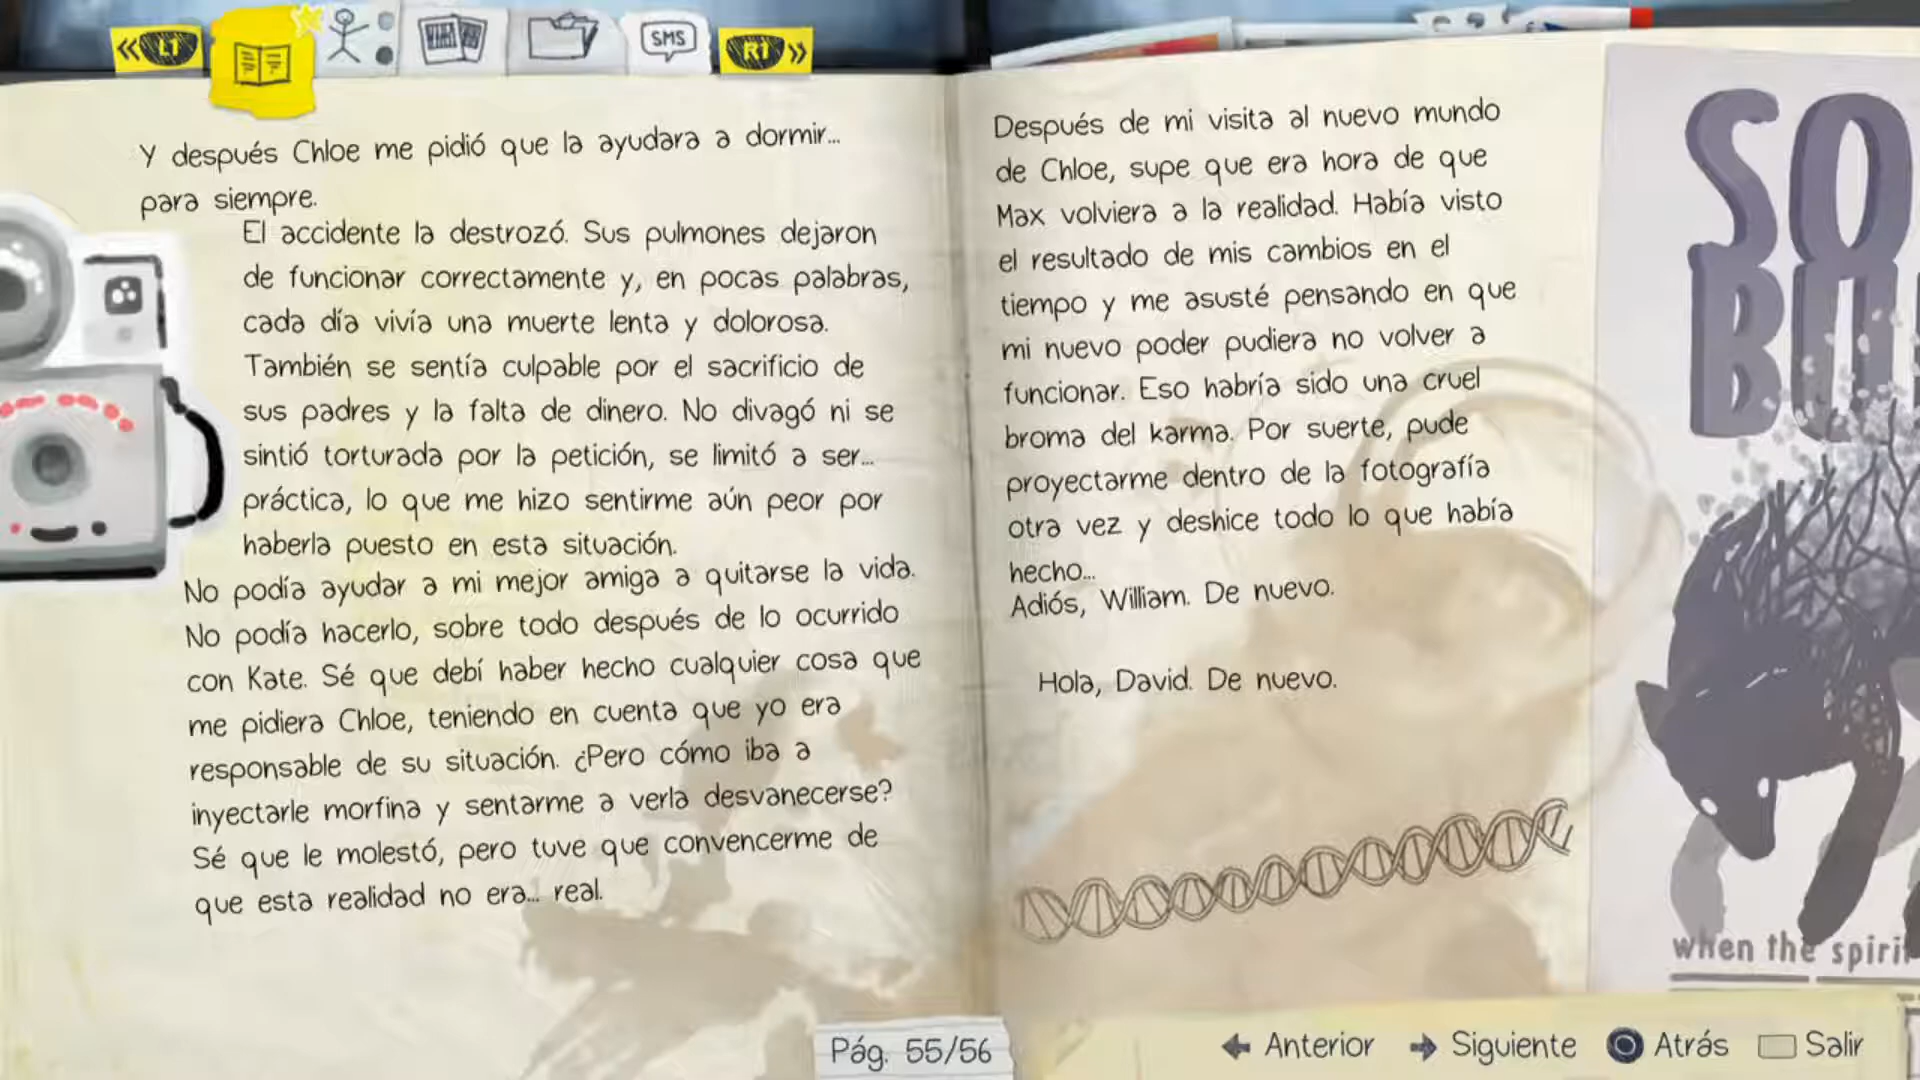 L1
SMS
R1
Y después Chloe me pidió que la ayudara a dormir...
para siempre.
El accidente la destrozó. Sus pulmones dejaron
de funcionar correctamente y, en pocas palabras,
cada día vivía una muerte lenta y dolorosa.
También se sentía culpable por el sacrificio de
sus padres y la falta de dinero. No divagó ni se
sintió torturada por la petición, se limitó a ser...
práctica, lo que me hizo sentirme aún peor por
haberla puesto en esta situación.
No podía ayudar a mi mejor amiga a quitarse la vida.
No podía hacerlo, sobre todo después de lo ocurrido
con Kate. Sé que debí haber hecho cualquier cosa que
me pidiera Chloe, teniendo en cuenta que yo era
responsable de su situación. ¿Pero cómo iba a
inyectarle morfina y sentarme a verla desvanecerse?
Sé que le molestó, pero tuve que convencerme de
que esta realidad no era... real.
Después de mi visita al nuevo mundo
de Chloe, supe que era hora de que
Max volviera a la realidad. Había visto
el resultado de mis cambios en el
tiempo y me asusté pensando en que
mi nuevo poder pudiera no volver a
funcionar. Eso habría sido una cruel
broma del karma. Por suerte, pude
proyectarme dentro de la fotografía
otra vez y deshice todo lo que había
hecho...
Adiós, William. De nuevo.
Hola, David. De nuevo.
SO
when the
Pág. 55/56
Anterior
Siguiente
Atrás
Salir